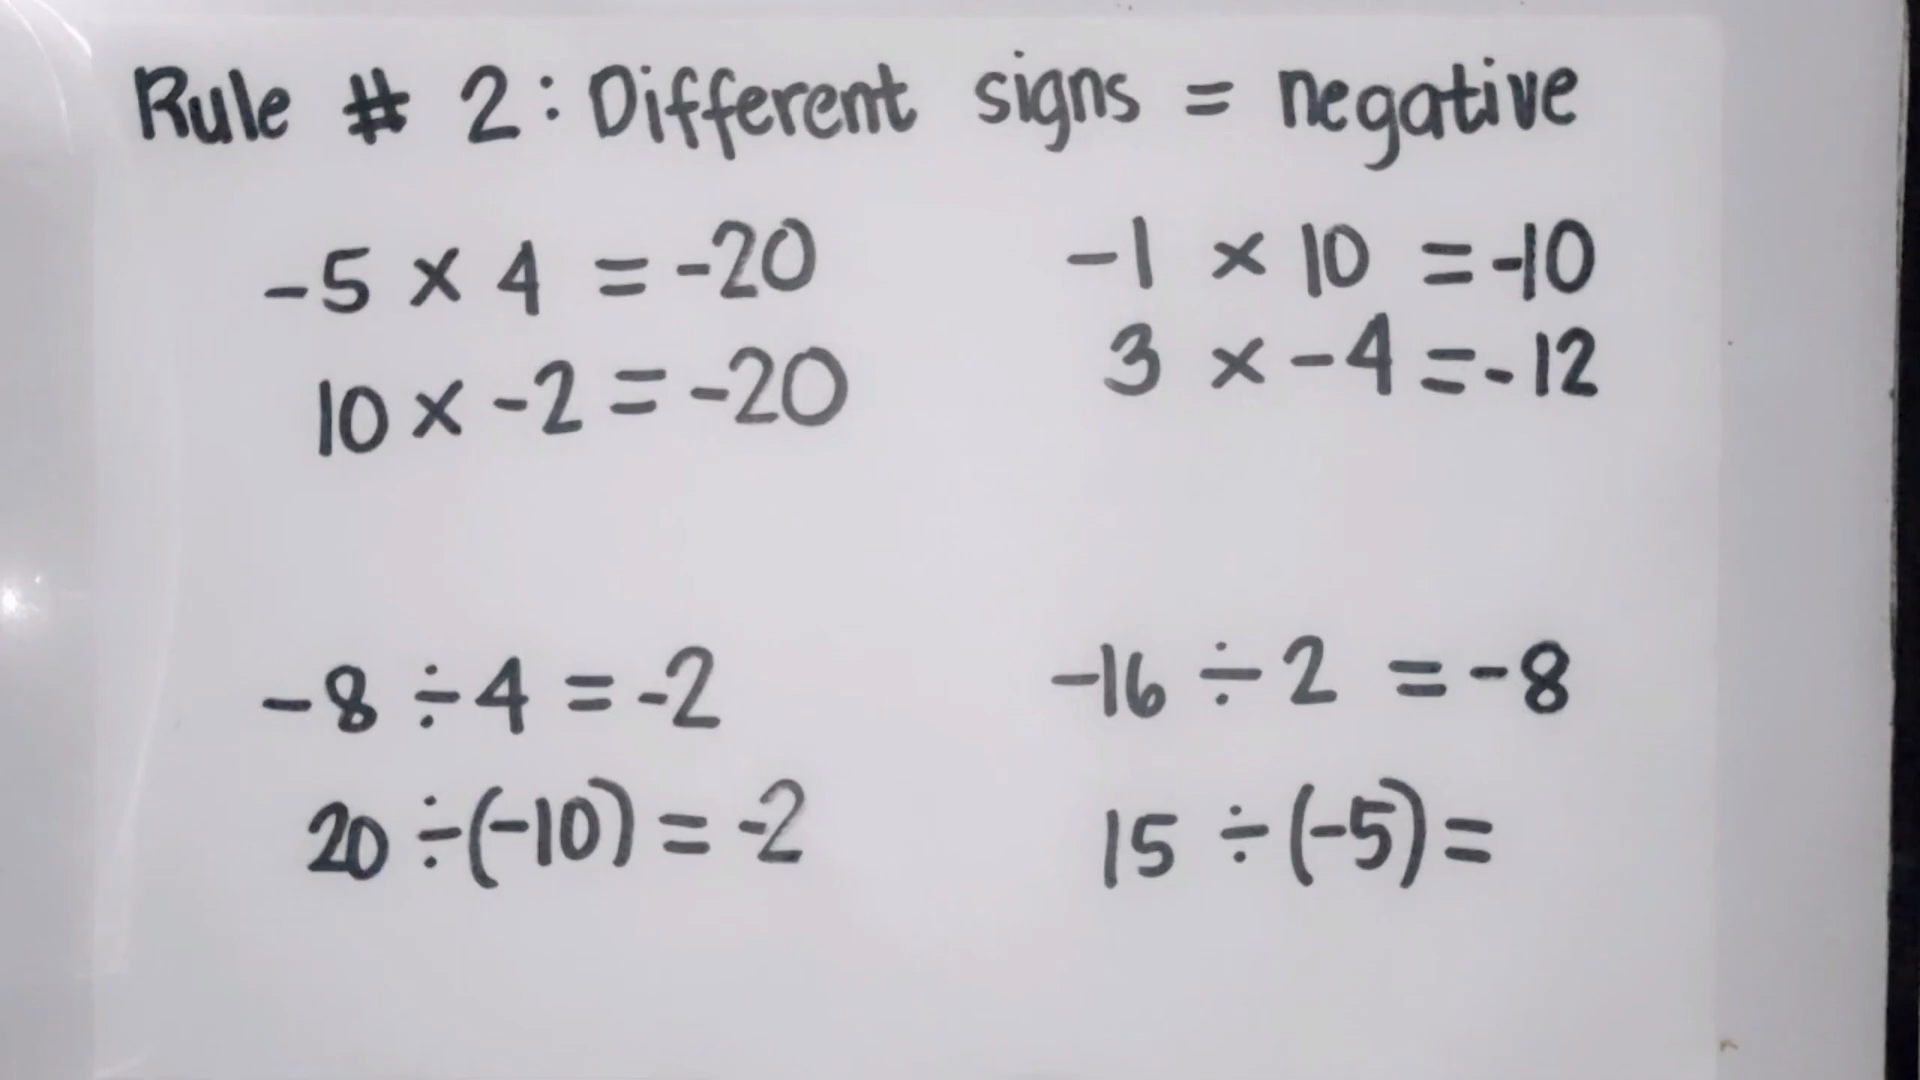 Rule # 2: Different signs = negative
-5 × 4 = -20
10 × -2 = -20
-1 × 10 = -10
3 × -4 = -12
-8 ÷ 4 = -2
20 ÷ (-10) = -2
-16 ÷ 2 = -8
15 ÷ (-5) =